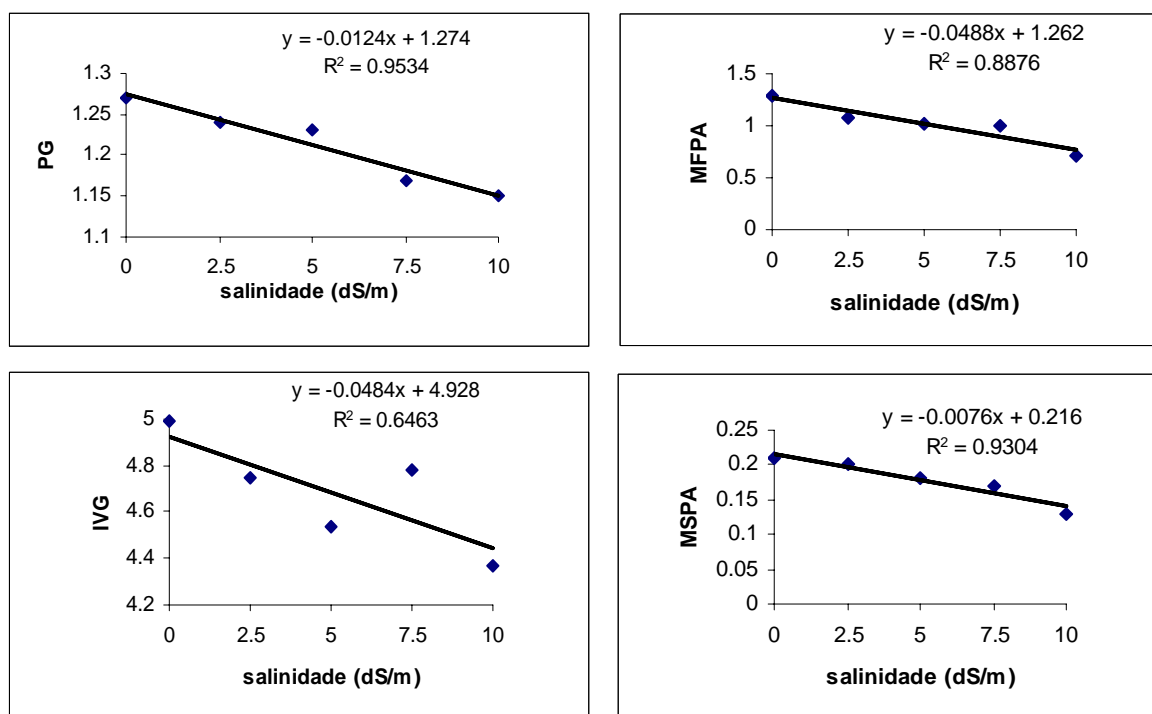 y = -0.0124x + 1.274
R² = 0.9534
1.3
1.25
1.2
1.15
1.1
PG
0 2.5 5 7.5 10
salinidade (dS/m)
y = -0.0488x + 1.262
R² = 0.8876
1.5
1
0.5
0
MFPA
0 2.5 5 7.5 10
salinidade (dS/m)
y = -0.0484x + 4.928
R² = 0.6463
5
4.8
4.6
4.4
4.2
IVG
0 2.5 5 7.5 10
salinidade (dS/m)
y = -0.0076x + 0.216
R² = 0.9304
0.25
0.2
0.15
0.1
0.05
0
MSPA
0 2.5 5 7.5 10
salinidade (dS/m)